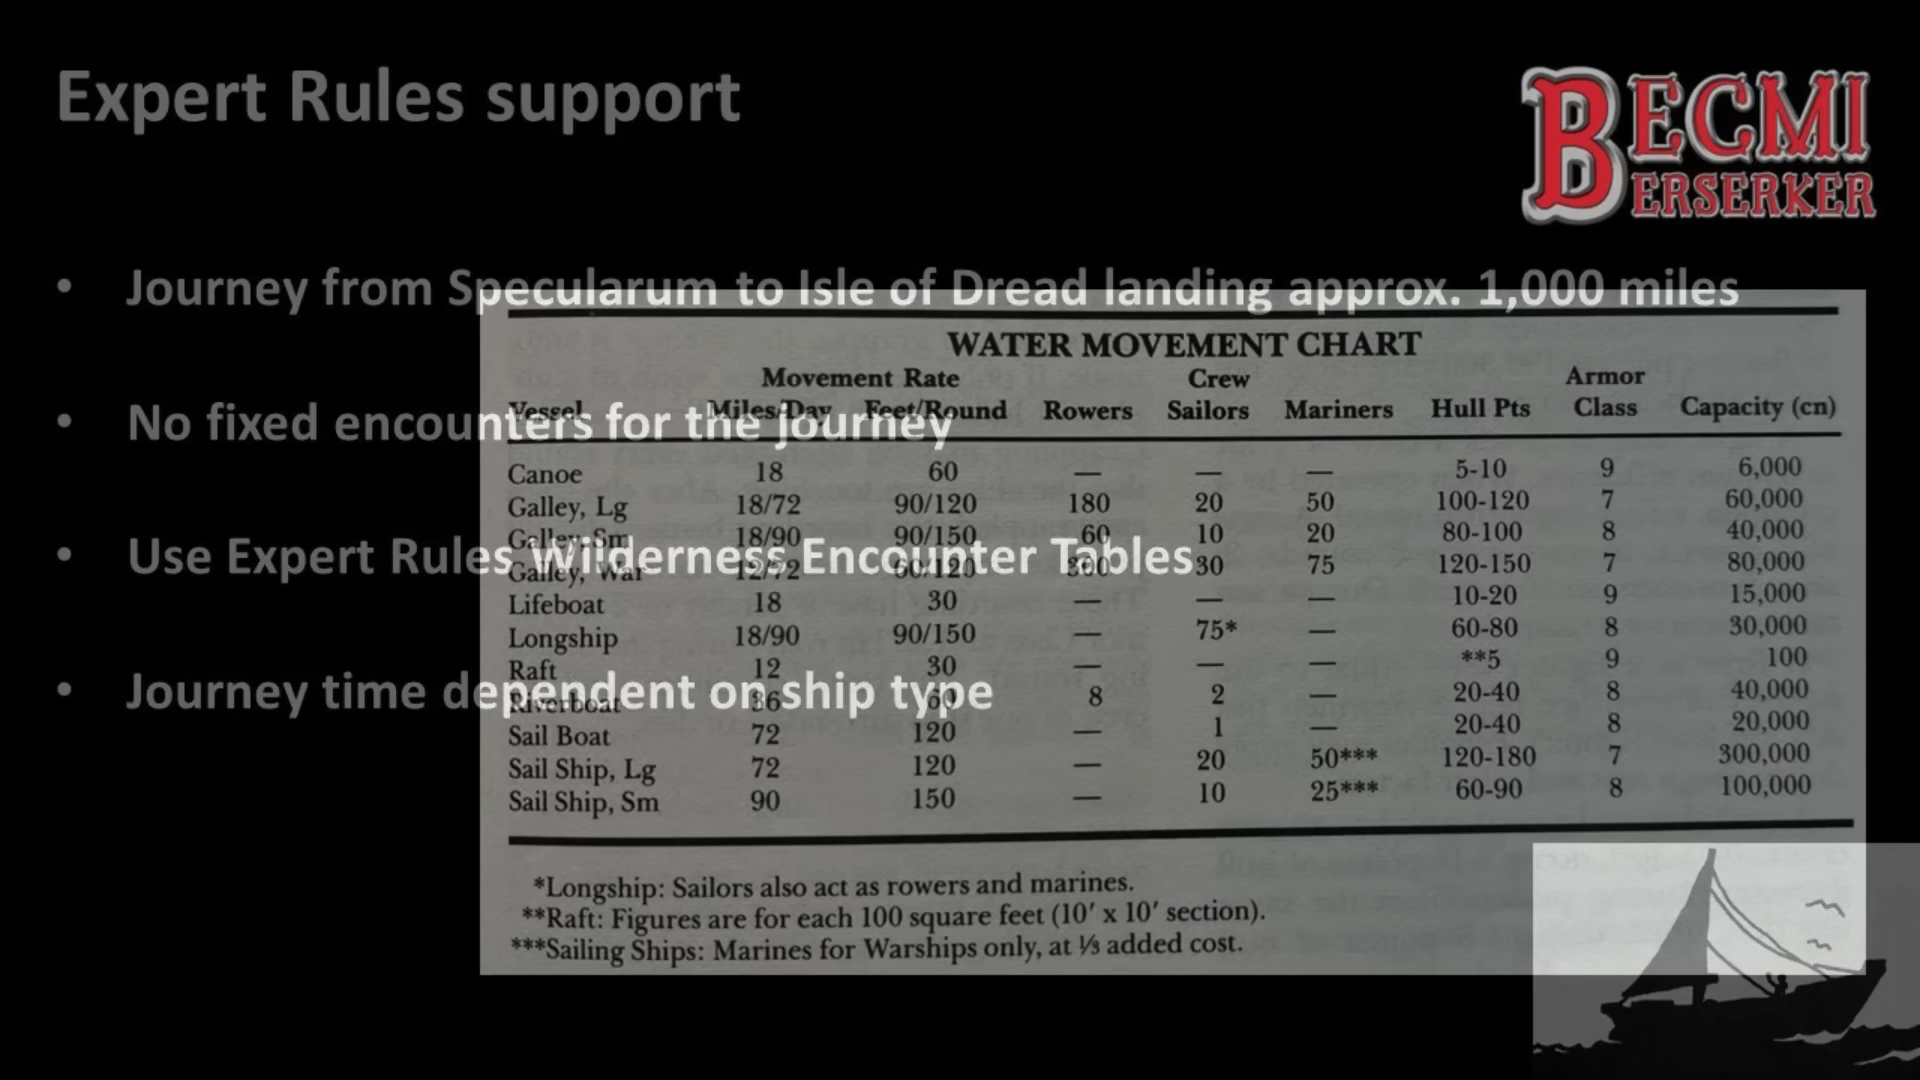 Expert Rules support
BECMI
BERSERKER
• Journey from Specularum to Isle of Dread landing approx. 1,000 miles
• No fixed encounters for the journey
• Use Expert Rules Wilderness Encounter Tables
• Journey time dependent on ship type
WATER MOVEMENT CHART
Movement Rate Crew Armor
Vessel Miles/Day Feet/Round Rowers Sailors Mariners Hull Pts Class Capacity (cn)
Canoe 18 60 — — — 5-10 9 6,000
Galley, Lg 18/72 90/120 180 20 50 100-120 7 60,000
Galley, Sm 18/90 90/150 60 10 20 80-100 8 40,000
Galley, War 12/72 60/120 300 30 75 120-150 7 80,000
Lifeboat 18 30 — — — 10-20 9 15,000
Longship 18/90 90/150 — 75* — 60-80 8 30,000
Raft 12 30 — — — **5 9 100
Riverboat 36 60 8 2 — 20-40 8 40,000
Sail Boat 72 120 — 1 — 20-40 8 20,000
Sail Ship, Lg 72 120 — 20 50*** 120-180 7 300,000
Sail Ship, Sm 90 150 — 10 25*** 60-90 8 100,000
*Longship: Sailors also act as rowers and marines.
**Raft: Figures are for each 100 square feet (10′ x 10′ section).
***Sailing Ships: Marines for Warships only, at ⅓ added cost.